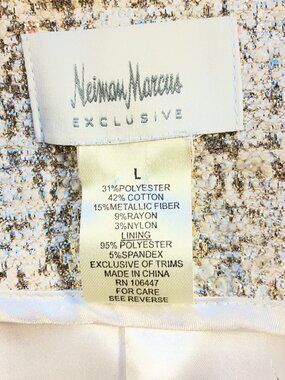 Neiman Marcus
EXCLUSIVE
L
31%POLYESTER
42% COTTON
15%METALLIC FIBER
9%RAYON
3%NYLON
LINING
95% POLYESTER
5%SPANDEX
EXCLUSIVE OF TRIMS
MADE IN CHINA
RN 106447
FOR CARE
SEE REVERSE